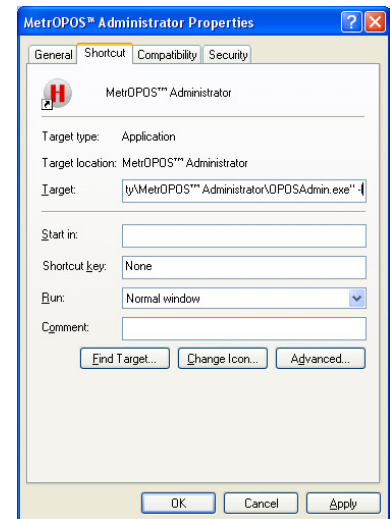 MetrOPOS™ Administrator Properties
General Shortcut Compatibility Security
H
MetrOPOS™ Administrator
Target type: Application
Target location: MetrOPOS™ Administrator
Target: ty\MetrOPOS™ Administrator\OPOSAdmin.exe" -l
Start in:
Shortcut key: None
Run: Normal window
Comment:
Find Target... Change Icon... Advanced...
OK Cancel Apply